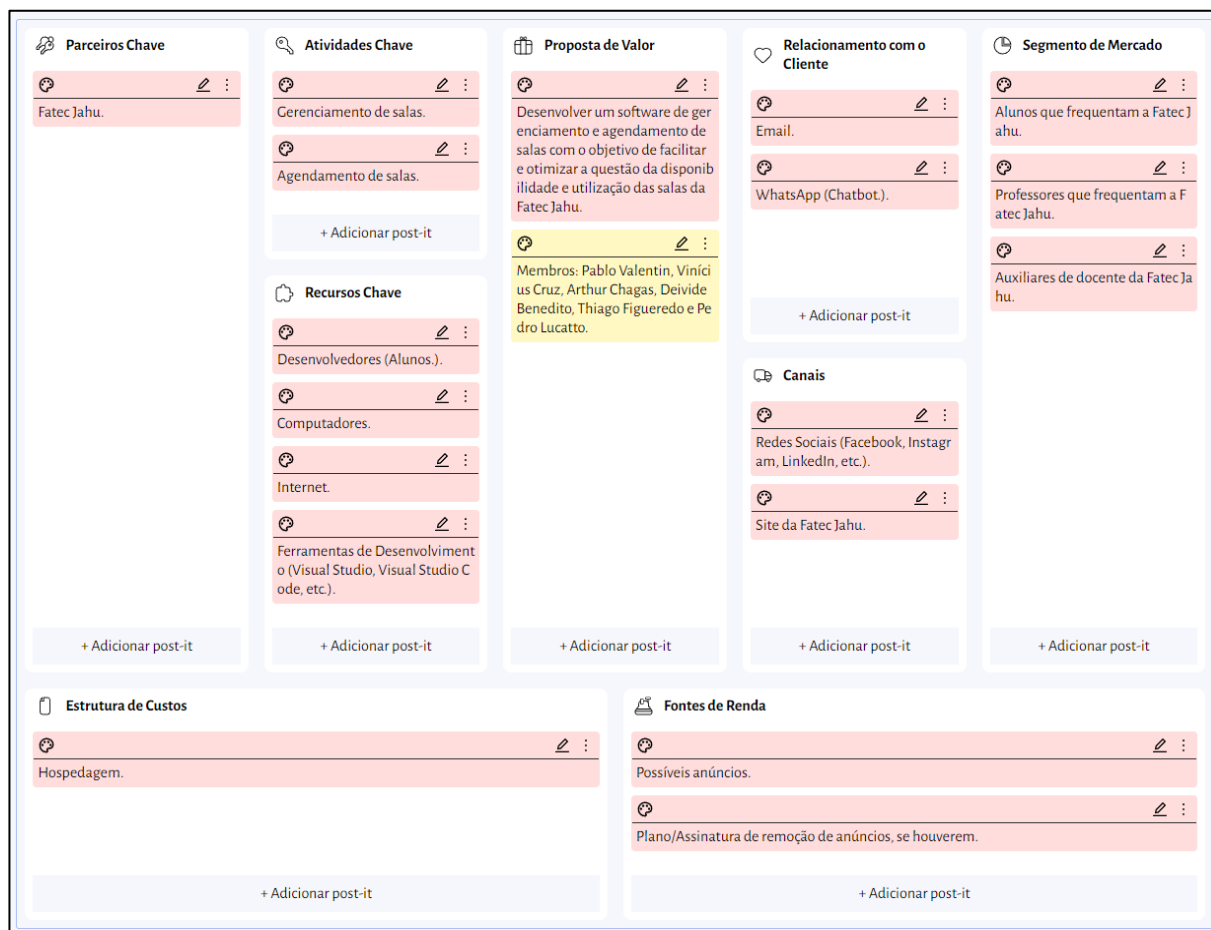 Parceiros Chave
Fatec Jahu.
+ Adicionar post-it
Atividades Chave
Gerenciamento de salas.
Agendamento de salas.
+ Adicionar post-it
Recursos Chave
Desenvolvedores (Alunos.).
Computadores.
Internet.
Ferramentas de Desenvolviment
o (Visual Studio, Visual Studio C
ode, etc.).
+ Adicionar post-it
Proposta de Valor
Desenvolver um software de ger
enciamento e agendamento de
salas com o objetivo de facilitar
e otimizar a questão da disponib
ilidade e utilização das salas da
Fatec Jahu.
Membros: Pablo Valentin, Viníci
us Cruz, Arthur Chagas, Deivide
Benedito, Thiago Figueredo e Pe
dro Lucatto.
+ Adicionar post-it
Relacionamento com o
Cliente
Email.
WhatsApp (Chatbot.).
+ Adicionar post-it
Canais
Redes Sociais (Facebook, Instagr
am, LinkedIn, etc.).
Site da Fatec Jahu.
+ Adicionar post-it
Segmento de Mercado
Alunos que frequentam a Fatec J
ahu.
Professores que frequentam a F
atec Jahu.
Auxiliares de docente da Fatec Ja
hu.
+ Adicionar post-it
Estrutura de Custos
Hospedagem.
+ Adicionar post-it
Fontes de Renda
Possíveis anúncios.
Plano/Assinatura de remoção de anúncios, se houverem.
+ Adicionar post-it